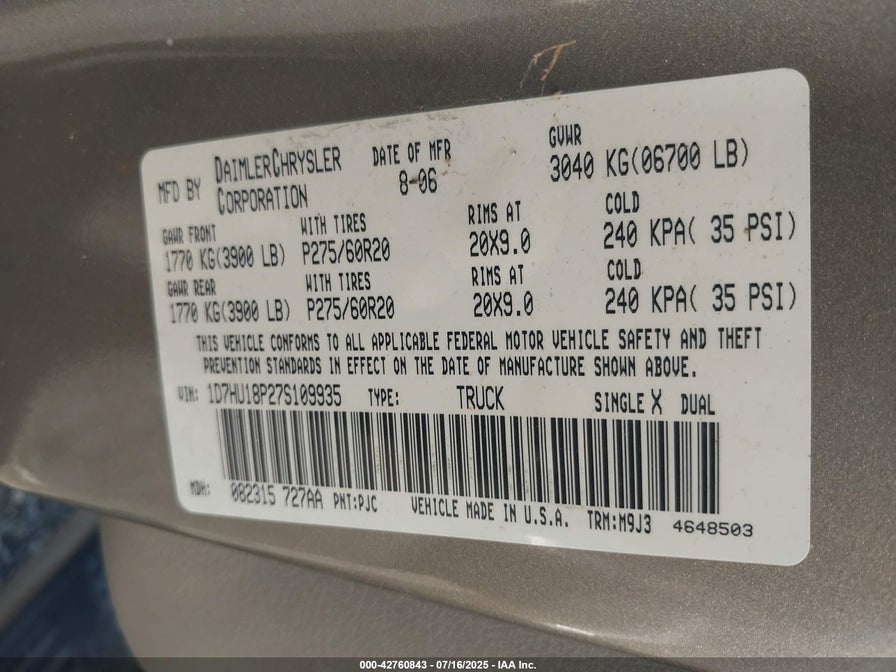 MFD BY DAIMLERCHRYSLER CORPORATION DATE OF MFR 8-06 GVWR 3040 KG(06700 LB)
GAWR FRONT WITH TIRES RIMS AT COLD
1770 KG(3900 LB) P275/60R20 20X9.0 240 KPA( 35 PSI)
GAWR REAR WITH TIRES RIMS AT COLD
1770 KG(3900 LB) P275/60R20 20X9.0 240 KPA( 35 PSI)
THIS VEHICLE CONFORMS TO ALL APPLICABLE FEDERAL MOTOR VEHICLE SAFETY AND THEFT
PREVENTION STANDARDS IN EFFECT ON THE DATE OF MANUFACTURE SHOWN ABOVE.
VIN: 1D7HU18P27S109935 TYPE: TRUCK SINGLE X DUAL
MDH: 082315 727AA PNT:PJC VEHICLE MADE IN U.S.A. TRM:M9J3 4648503
000-42760843 - 07/16/2025 - IAA Inc.